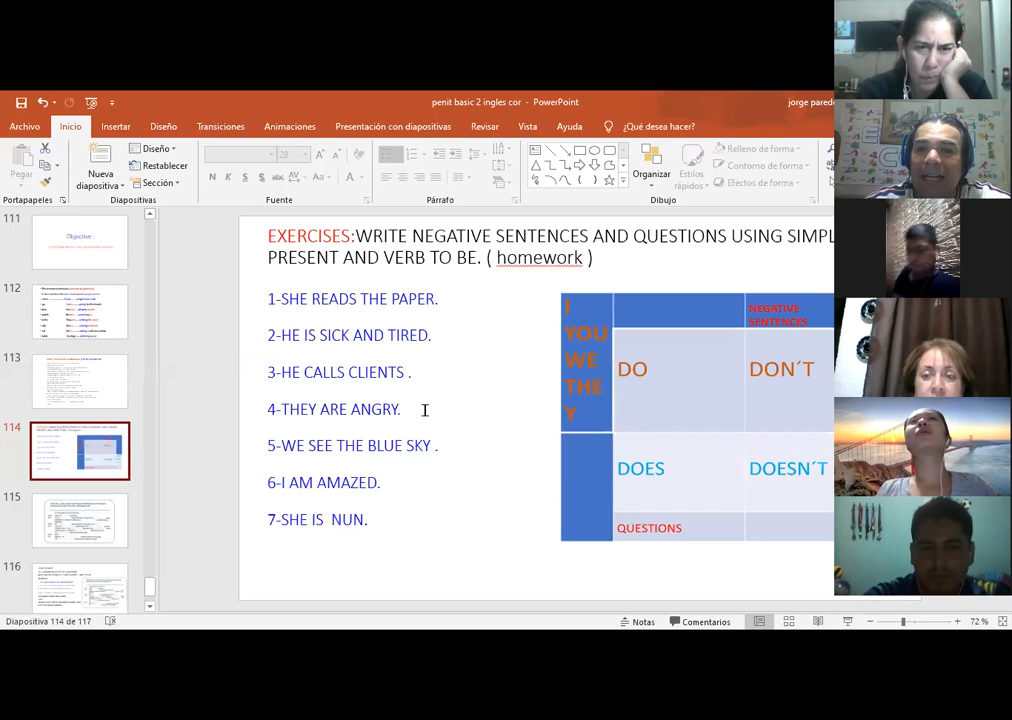 penit basic 2 ingles cor - PowerPoint
jorge pared
Archivo
Inicio
Insertar
Diseño
Transiciones
Animaciones
Presentación con diapositivas
Revisar
Vista
Ayuda
¿Qué desea hacer?
Pegar
Nueva
diapositiva
Diseño
Restablecer
Sección
28
N K S S abc AV Aa A
Organizar
Estilos
rápidos
Relleno de forma
Contorno de forma
Efectos de forma
Portapapeles
Diapositivas
Fuente
Párrafo
Dibujo
111
Objective :
112
113
114
115
116
EXERCISES:WRITE NEGATIVE SENTENCES AND QUESTIONS USING SIMPL
PRESENT AND VERB TO BE. ( homework )
1-SHE READS THE PAPER.
2-HE IS SICK AND TIRED.
3-HE CALLS CLIENTS .
4-THEY ARE ANGRY.
5-WE SEE THE BLUE SKY .
6-I AM AMAZED.
7-SHE IS NUN.
I
YOU
WE
THE
Y
NEGATIVE
SENTENCES
DO
DON´T
DOES
DOESN´T
QUESTIONS
Diapositiva 114 de 117
Notas
Comentarios
72 %